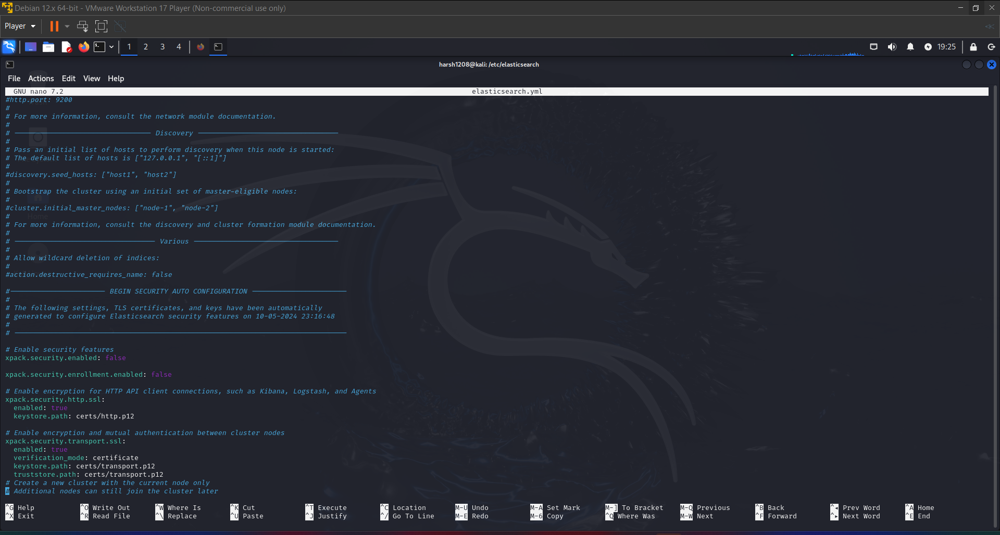 Debian 12.x 64-bit - VMware Workstation 17 Player (Non-commercial use only)
Player
1 2 3 4
19:25
harsh1208@kali: /etc/elasticsearch
File Actions Edit View Help
GNU nano 7.2 elasticsearch.yml
#http.port: 9200
#
# For more information, consult the network module documentation.
#
# ---------------------------------- Discovery -----------------------------------
#
# Pass an initial list of hosts to perform discovery when this node is started:
# The default list of hosts is ["127.0.0.1", "[::1]"]
#
#discovery.seed_hosts: ["host1", "host2"]
#
# Bootstrap the cluster using an initial set of master-eligible nodes:
#
#cluster.initial_master_nodes: ["node-1", "node-2"]
#
# For more information, consult the discovery and cluster formation module documentation.
#
# ---------------------------------- Various -----------------------------------
#
# Allow wildcard deletion of indices:
#
#action.destructive_requires_name: false
#----------------------- BEGIN SECURITY AUTO CONFIGURATION -----------------------
#
# The following settings, TLS certificates, and keys have been automatically
# generated to configure Elasticsearch security features on 10-05-2024 23:16:48
#
# --------------------------------------------------------------------------------
# Enable security features
xpack.security.enabled: false
xpack.security.enrollment.enabled: false
# Enable encryption for HTTP API client connections, such as Kibana, Logstash, and Agents
xpack.security.http.ssl:
enabled: true
keystore.path: certs/http.p12
# Enable encryption and mutual authentication between cluster nodes
xpack.security.transport.ssl:
enabled: true
verification_mode: certificate
keystore.path: certs/transport.p12
truststore.path: certs/transport.p12
# Create a new cluster with the current node only
# Additional nodes can still join the cluster later
^G Help ^O Write Out ^W Where Is ^K Cut ^T Execute ^C Location M-U Undo M-A Set Mark M-] To Bracket M-Q Previous ^B Back ^◂ Prev Word ^A Home
^X Exit ^R Read File ^\ Replace ^U Paste ^J Justify ^/ Go To Line M-E Redo M-6 Copy ^Q Where Was M-W Next ^F Forward ^▸ Next Word ^E End